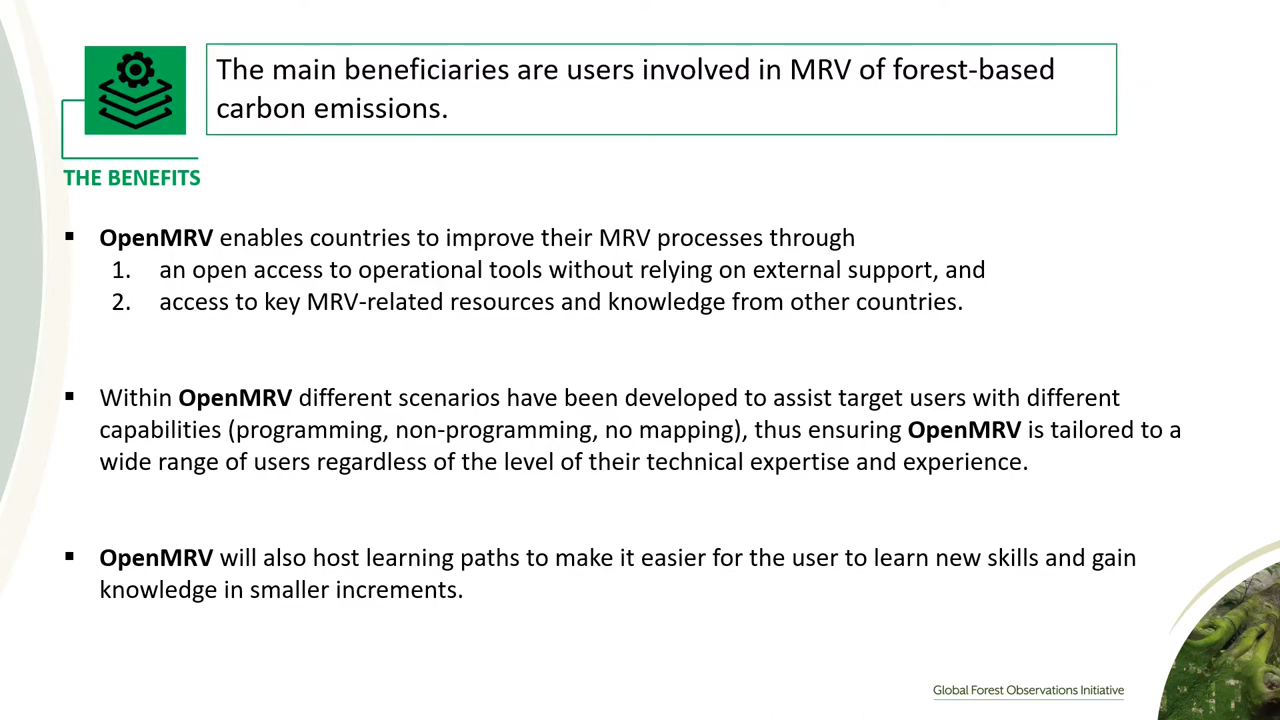 The main beneficiaries are users involved in MRV of forest-based
carbon emissions.
THE BENEFITS
▪ OpenMRV enables countries to improve their MRV processes through
1. an open access to operational tools without relying on external support, and
2. access to key MRV-related resources and knowledge from other countries.
▪ Within OpenMRV different scenarios have been developed to assist target users with different
capabilities (programming, non-programming, no mapping), thus ensuring OpenMRV is tailored to a
wide range of users regardless of the level of their technical expertise and experience.
▪ OpenMRV will also host learning paths to make it easier for the user to learn new skills and gain
knowledge in smaller increments.
Global Forest Observations Initiative